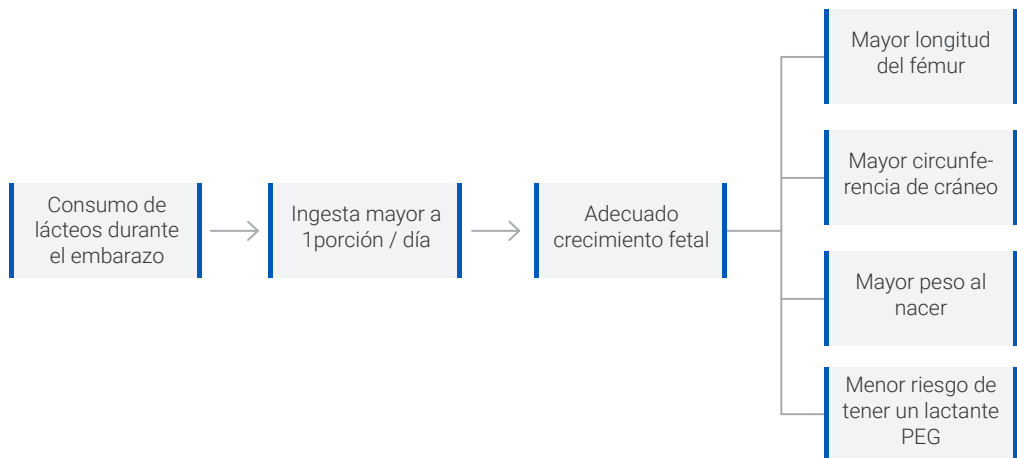 Consumo de
lácteos durante
el embarazo
Ingesta mayor a
1porción / día
Adecuado
crecimiento fetal
Mayor longitud
del fémur
Mayor circunfe-
rencia de cráneo
Mayor peso al
nacer
Menor riesgo de
tener un lactante
PEG